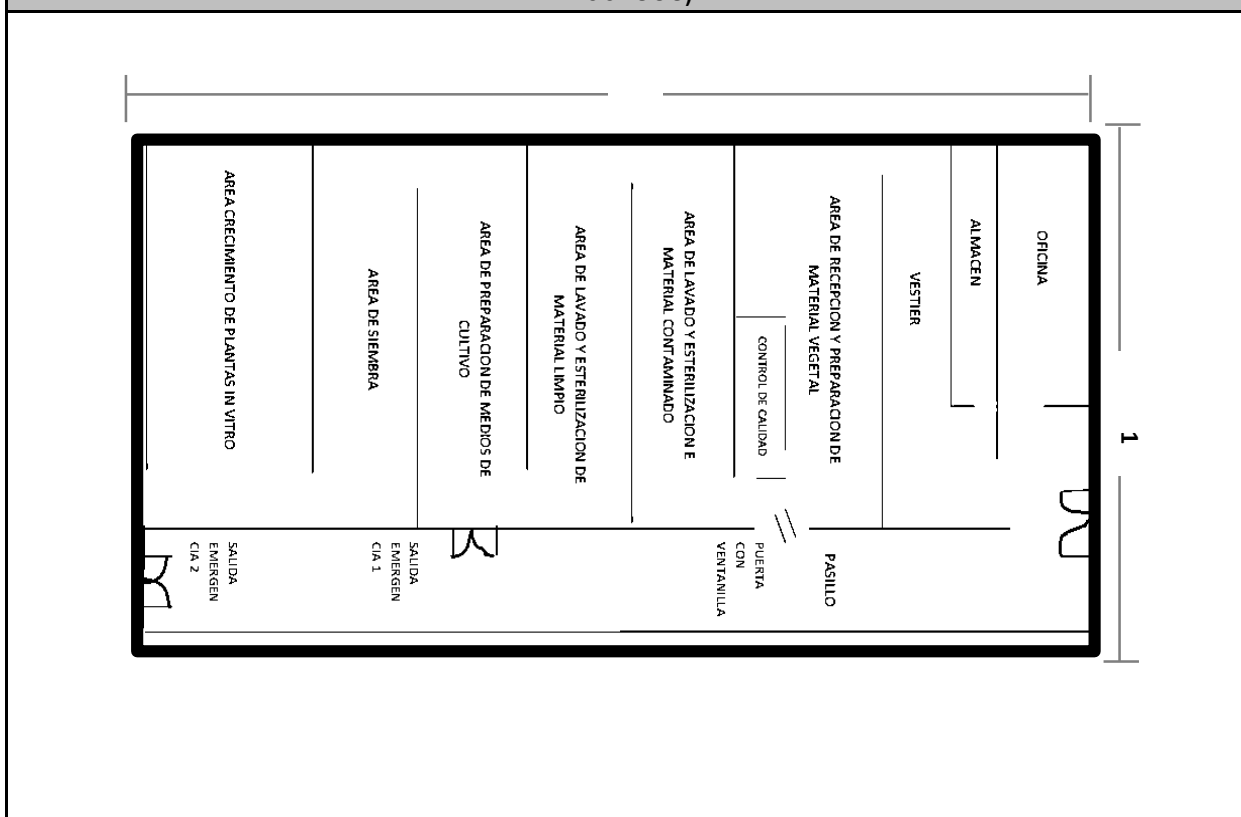 AREA CRECIMIENTO DE PLANTAS IN VITRO
AREA DE SIEMBRA
AREA DE PREPARACION DE MEDIOS DE
CULTIVO
AREA DE LAVADO Y ESTERILIZACION DE
MATERIAL LIMPIO
AREA DE LAVADO Y ESTERILIZACION E
MATERIAL CONTAMINADO
CONTROL DE CALIDAD
AREA DE RECEPCION Y PREPARACION DE
MATERIAL VEGETAL
VESTIER
ALMACEN
OFICINA
1
SALIDA
EMERGEN
CIA 2
SALIDA
EMERGEN
CIA 1
PUERTA
CON
VENTANILLA
PASILLO